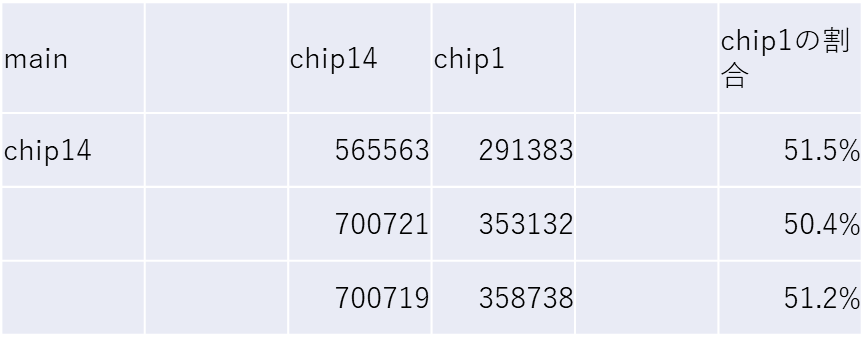 main chip14 chip1 chip1の割
合
chip14 565563 291383 51.5%
700721 353132 50.4%
700719 358738 51.2%